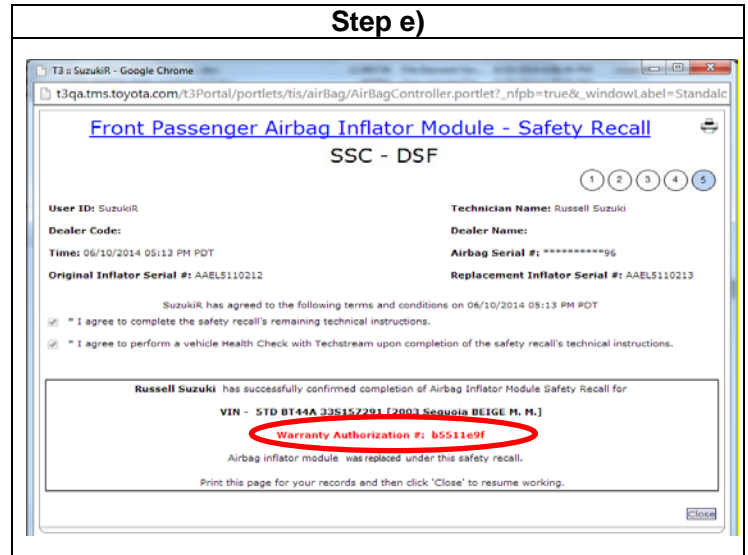 Step e)
T3 :: SuzukiR - Google Chrome
t3qa.tms.toyota.com/t3Portal/portlets/tis/airBag/AirBagController.portlet?_nfpb=true&_windowLabel=Standalc
Front Passenger Airbag Inflator Module - Safety Recall
SSC - DSF
1 2 3 4 5
User ID: SuzukiR Technician Name: Russell Suzuki
Dealer Code: Dealer Name:
Time: 06/10/2014 05:13 PM PDT Airbag Serial #: **********96
Original Inflator Serial #: AAEL5110212 Replacement Inflator Serial #: AAEL5110213
SuzukiR has agreed to the following terms and conditions on 06/10/2014 05:13 PM PDT
* I agree to complete the safety recall's remaining technical instructions.
* I agree to perform a vehicle Health Check with Techstream upon completion of the safety recall's technical instructions.
Russell Suzuki has successfully confirmed completion of Airbag Inflator Module Safety Recall for
VIN - 5TD BT44A 33S157291 [2003 Sequoia BEIGE M. M.]
Warranty Authorization #: b5511e9f
Airbag inflator module was replaced under this safety recall.
Print this page for your records and then click 'Close' to resume working.
Close